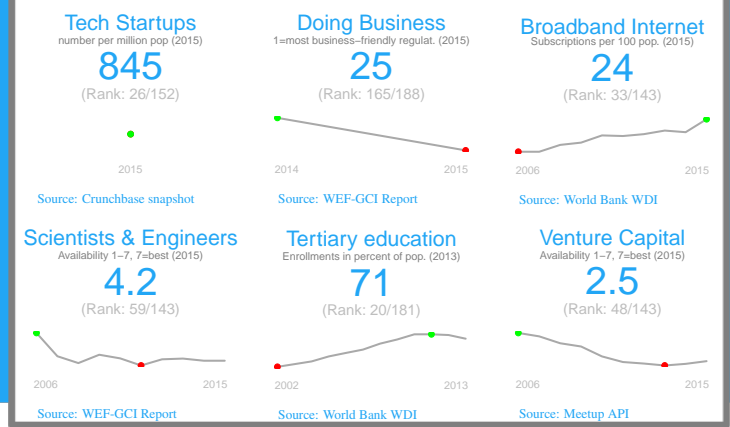 Tech Startups
number per million pop (2015)
845
(Rank: 26/152)
2015
Source: Crunchbase snapshot
Doing Business
1=most business−friendly regulat. (2015)
25
(Rank: 165/188)
2014 2015
Source: WEF-GCI Report
Broadband Internet
Subscriptions per 100 pop. (2015)
24
(Rank: 33/143)
2006 2015
Source: World Bank WDI
Scientists & Engineers
Availability 1−7, 7=best (2015)
4.2
(Rank: 59/143)
2006 2015
Source: WEF-GCI Report
Tertiary education
Enrollments in percent of pop. (2013)
71
(Rank: 20/181)
2002 2013
Source: World Bank WDI
Venture Capital
Availability 1−7, 7=best (2015)
2.5
(Rank: 48/143)
2006 2015
Source: Meetup API